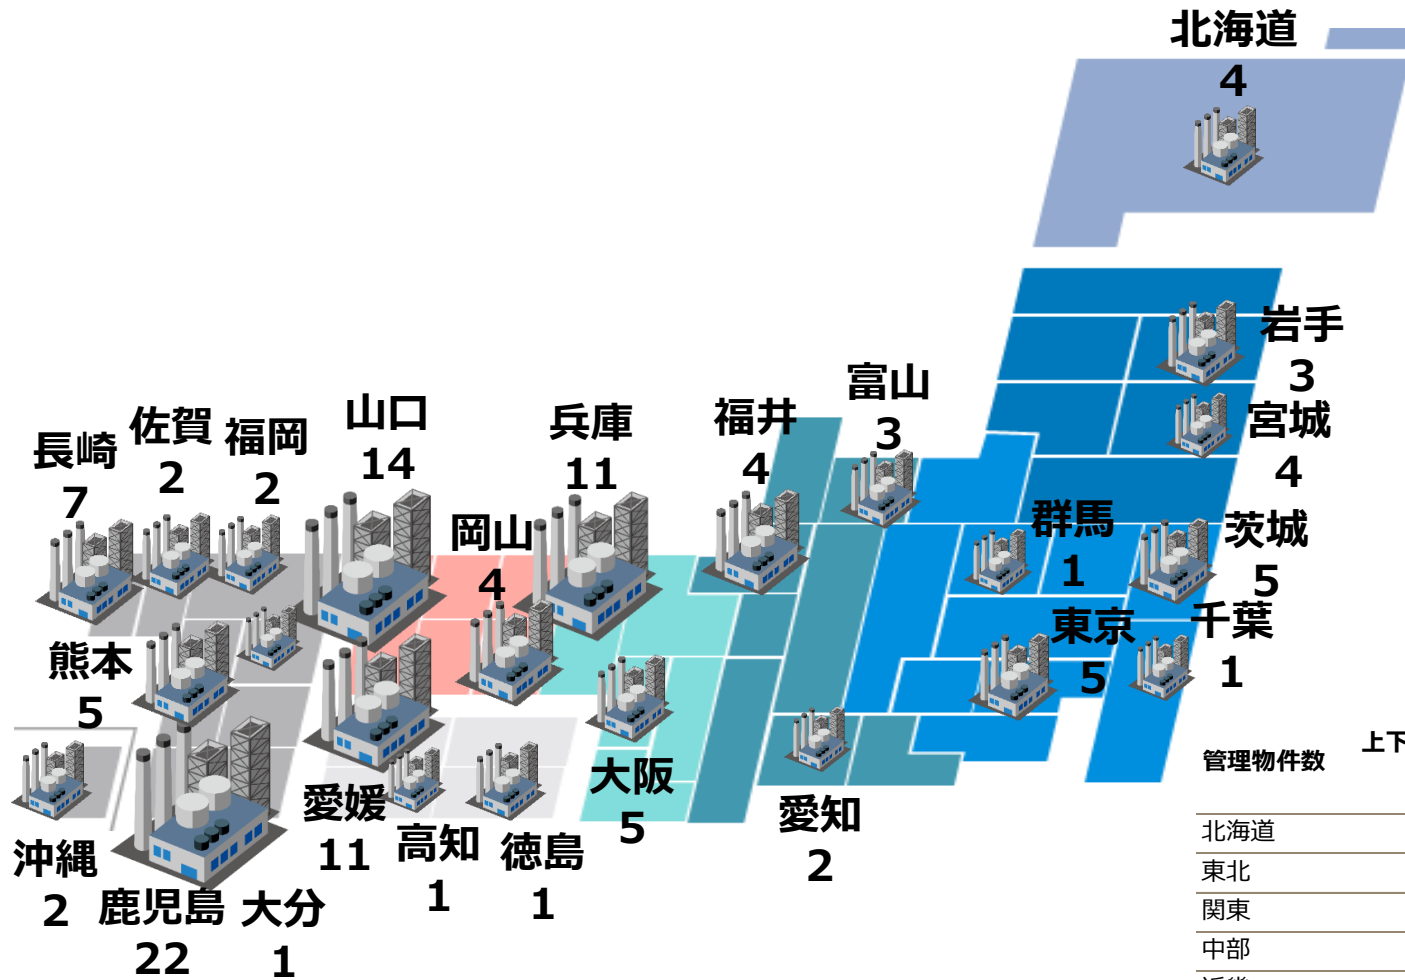 北海道
4
岩手
3
宮城
4
富山
3
福井
4
兵庫
11
山口
14
福岡
2
佐賀
2
長崎
7
岡山
4
群馬
1
茨城
5
東京
5
千葉
1
熊本
5
大阪
5
愛知
2
愛媛
11
高知
1
徳島
1
沖縄
2
鹿児島
22
大分
1
上下
管理物件数
北海道
東北
関東
中部